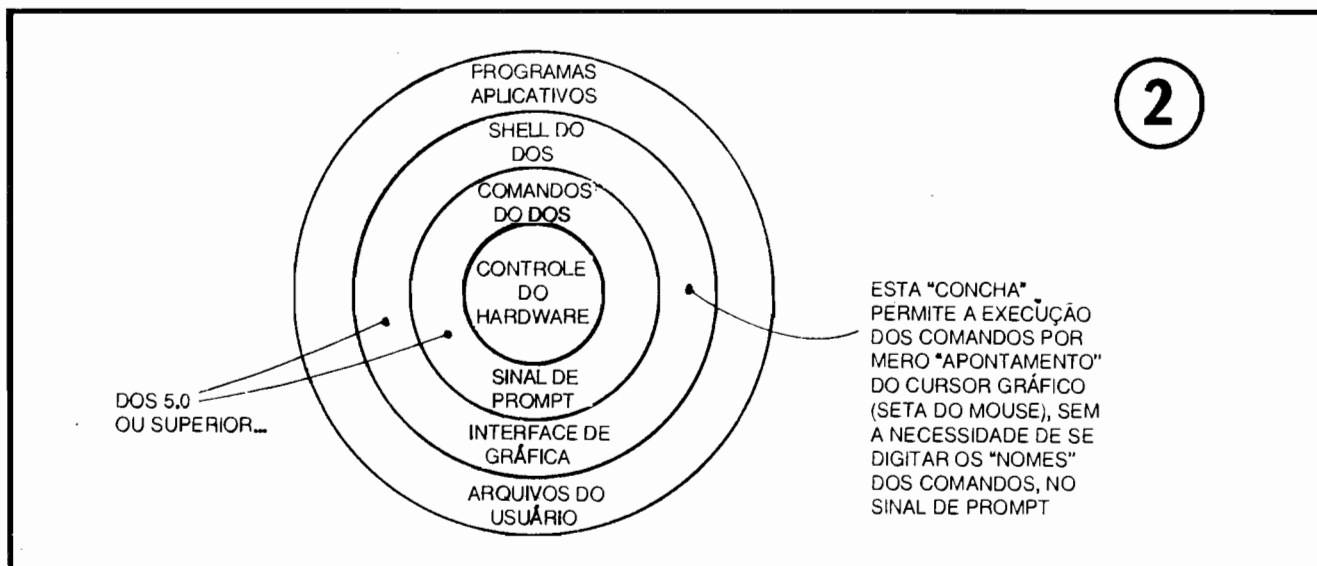 2
PROGRAMAS
APLICATIVOS
SHELL DO
DOS
COMANDOS
DO DOS
CONTROLE
DO
HARDWARE
SINAL DE
PROMPT
INTERFACE DE
GRÁFICA
ARQUIVOS DO
USUÁRIO
DOS 5.0
OU SUPERIOR...
ESTA "CONCHA"
PERMITE A EXECUÇÃO
DOS COMANDOS POR
MERO "APONTAMENTO"
DO CURSOR GRÁFICO
(SETA DO MOUSE), SEM
A NECESSIDADE DE SE
DIGITAR OS "NOMES"
DOS COMANDOS, NO
SINAL DE PROMPT